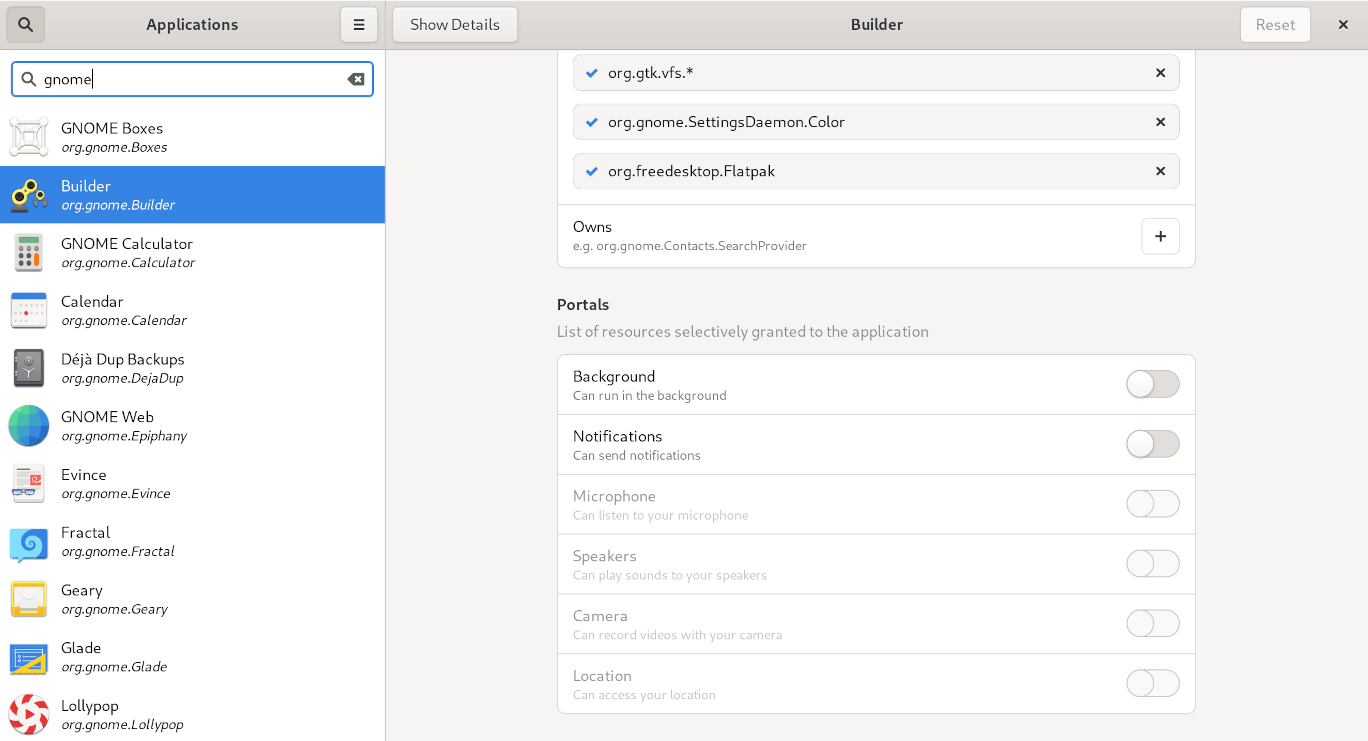 Applications
Show Details
Builder
Reset
gnome
GNOME Boxes
org.gnome.Boxes
Builder
org.gnome.Builder
GNOME Calculator
org.gnome.Calculator
Calendar
org.gnome.Calendar
Déjà Dup Backups
org.gnome.DejaDup
GNOME Web
org.gnome.Epiphany
Evince
org.gnome.Evince
Fractal
org.gnome.Fractal
Geary
org.gnome.Geary
Glade
org.gnome.Glade
Lollypop
org.gnome.Lollypop
org.gtk.vfs.*
org.gnome.SettingsDaemon.Color
org.freedesktop.Flatpak
Owns
e.g. org.gnome.Contacts.SearchProvider
Portals
List of resources selectively granted to the application
Background
Can run in the background
Notifications
Can send notifications
Microphone
Can listen to your microphone
Speakers
Can play sounds to your speakers
Camera
Can record videos with your camera
Location
Can access your location